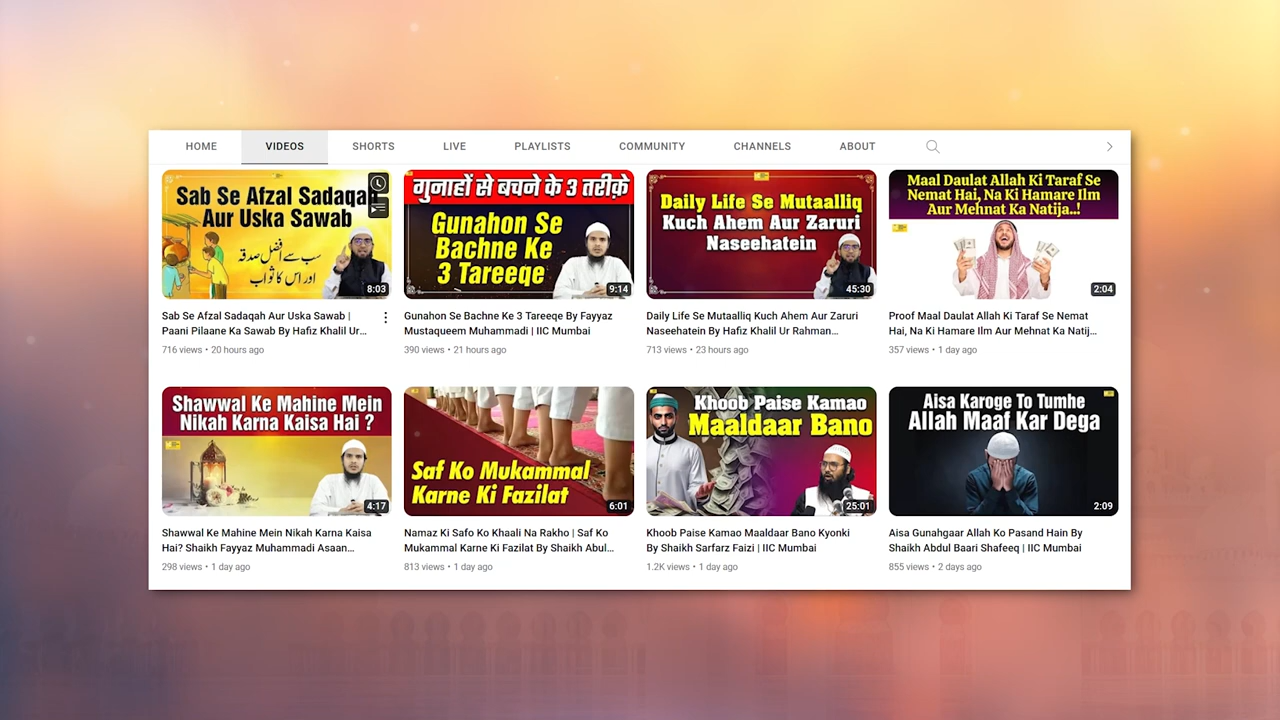 HOME VIDEOS SHORTS LIVE PLAYLISTS COMMUNITY CHANNELS ABOUT
Sab Se Afzal Sadaqah
Aur Uska Sawab
سب سے افضل صدقہ
اور اس کا ثواب
8:03
गुनाहों से बचने के 3 तरीक़े
Gunahon Se
Bachne Ke
3 Tareeqe
9:14
Daily Life Se Mutaalliq
Kuch Ahem Aur Zaruri
Naseehatein
45:30
Maal Daulat Allah Ki Taraf Se
Nemat Hai, Na Ki Hamare Ilm
Aur Mehnat Ka Natija..!
2:04
Sab Se Afzal Sadaqah Aur Uska Sawab |
Paani Pilaane Ka Sawab By Hafiz Khalil Ur...
716 views • 20 hours ago
Gunahon Se Bachne Ke 3 Tareeqe By Fayyaz
Mustaqueem Muhammadi | IIC Mumbai
390 views • 21 hours ago
Daily Life Se Mutaalliq Kuch Ahem Aur Zaruri
Naseehatein By Hafiz Khalil Ur Rahman...
713 views • 23 hours ago
Proof Maal Daulat Allah Ki Taraf Se Nemat
Hai, Na Ki Hamare Ilm Aur Mehnat Ka Natij...
357 views • 1 day ago
Shawwal Ke Mahine Mein
Nikah Karna Kaisa Hai ?
4:17
Saf Ko Mukammal
Karne Ki Fazilat
6:01
Khoob Paise Kamao
Maaldaar Bano
25:01
Aisa Karoge To Tumhe
Allah Maaf Kar Dega
2:09
Shawwal Ke Mahine Mein Nikah Karna Kaisa
Hai? Shaikh Fayyaz Muhammadi Asaan...
298 views • 1 day ago
Namaz Ki Safo Ko Khaali Na Rakho | Saf Ko
Mukammal Karne Ki Fazilat By Shaikh Abul...
813 views • 1 day ago
Khoob Paise Kamao Maaldaar Bano Kyonki
By Shaikh Sarfarz Faizi | IIC Mumbai
1.2K views • 1 day ago
Aisa Gunahgaar Allah Ko Pasand Hain By
Shaikh Abdul Baari Shafeeq | IIC Mumbai
855 views • 2 days ago